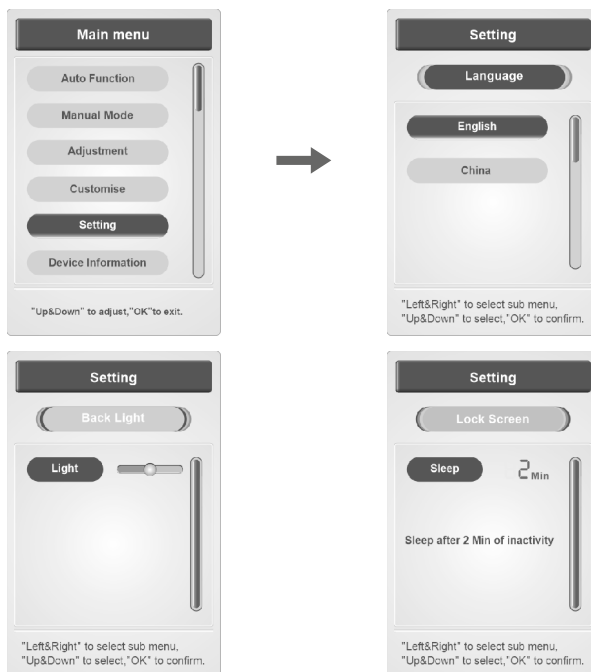 Main menu
Auto Function
Manual Mode
Adjustment
Customise
Setting
Device Information
"Up&Down" to adjust,"OK"to exit.
Setting
Language
English
China
"Left&Right" to select sub menu,
"Up&Down" to select,"OK" to confirm.
Setting
Back Light
Light
"Left&Right" to select sub menu,
"Up&Down" to select,"OK" to confirm.
Setting
Lock Screen
Sleep 2 Min
Sleep after 2 Min of inactivity
"Left&Right" to select sub menu,
"Up&Down" to select,"OK" to confirm.